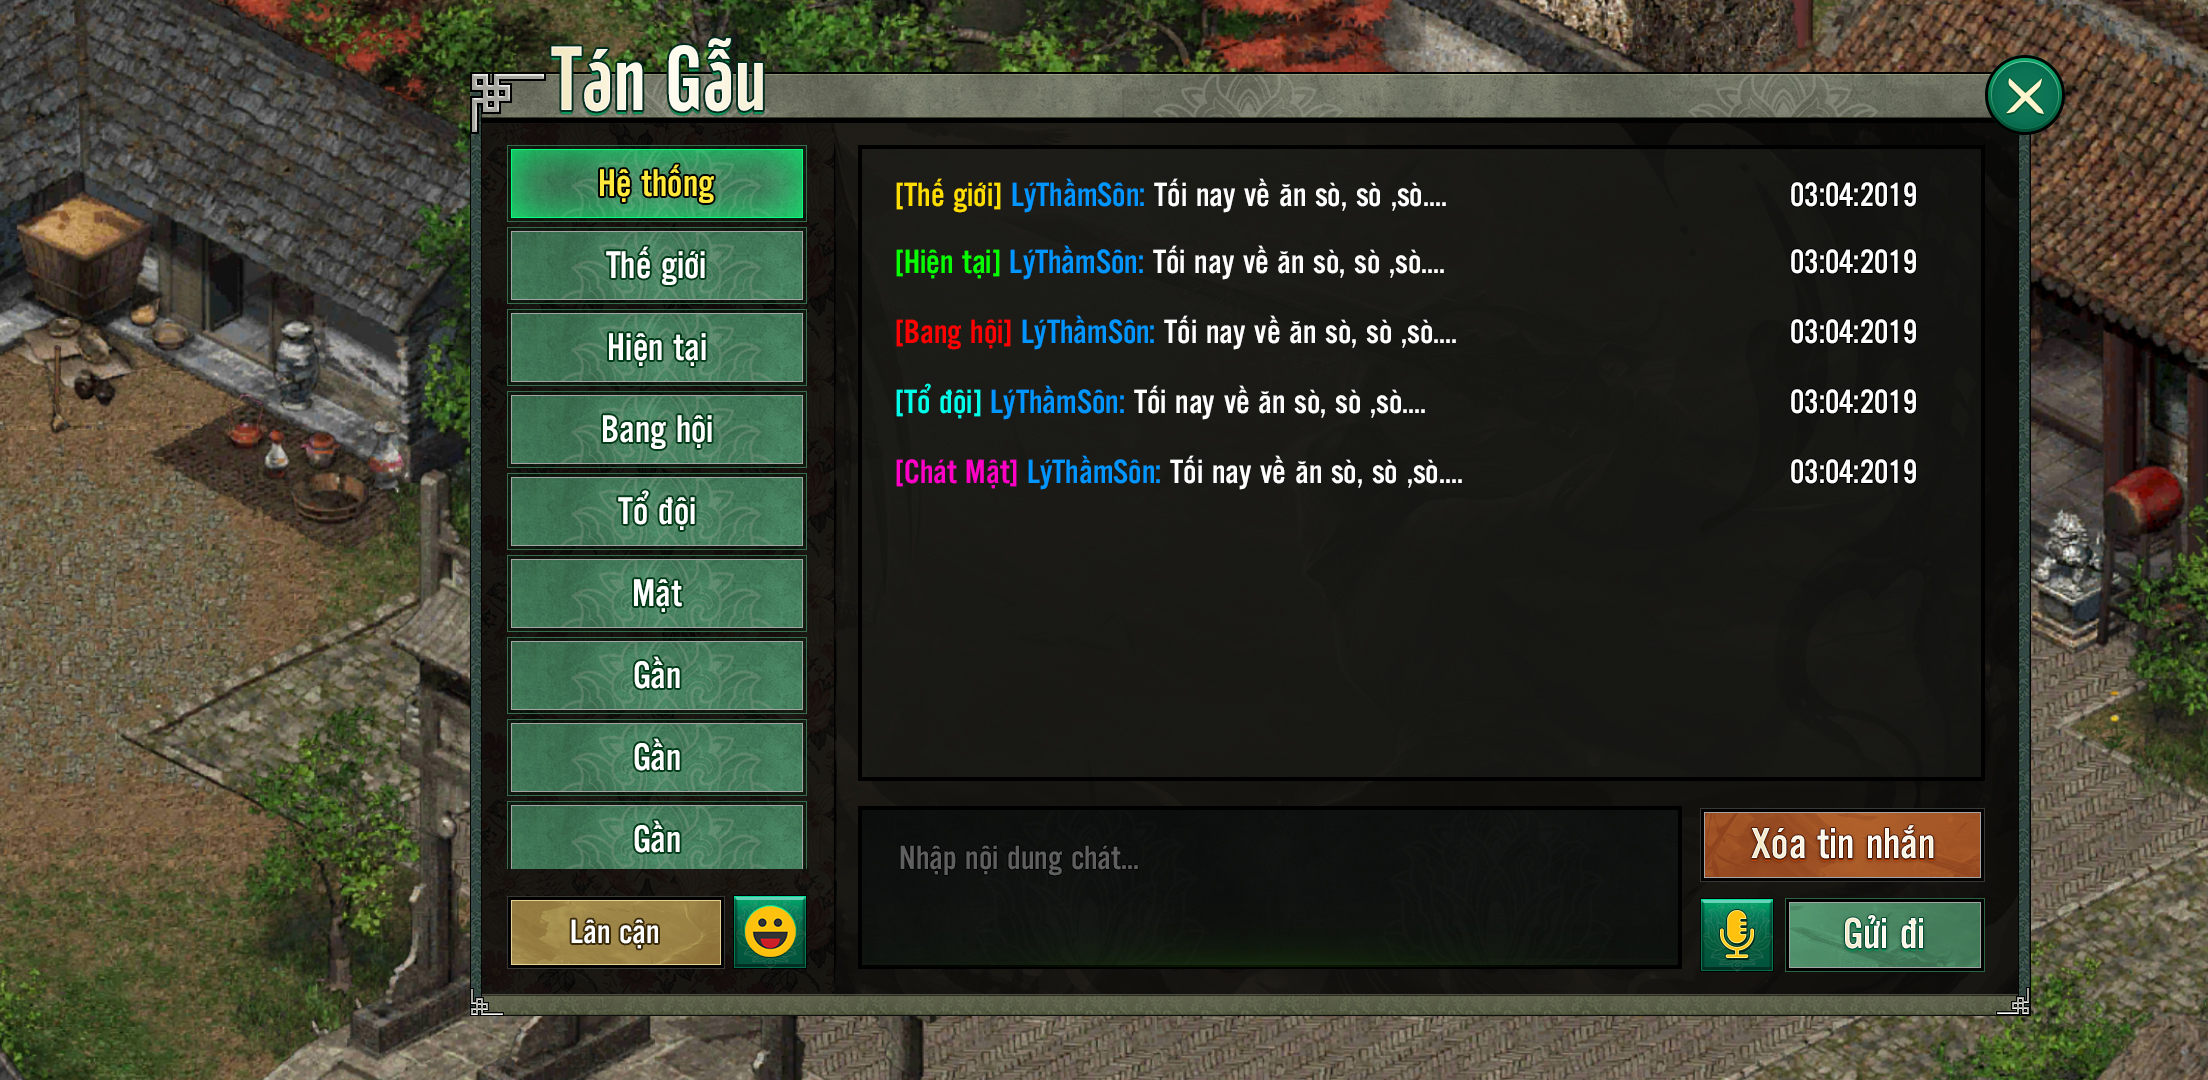 Tán Gẫu
Hệ thống
Thế giới
Hiện tại
Bang hội
Tổ đội
Mật
Gần
Gần
Gần
Lân cận
[Thế giới] LýThầmSôn: Tối nay về ăn sò, sò ,sò.... 03:04:2019
[Hiện tại] LýThầmSôn: Tối nay về ăn sò, sò ,sò.... 03:04:2019
[Bang hội] LýThầmSôn: Tối nay về ăn sò, sò ,sò.... 03:04:2019
[Tổ đội] LýThầmSôn: Tối nay về ăn sò, sò ,sò.... 03:04:2019
[Chát Mật] LýThầmSôn: Tối nay về ăn sò, sò ,sò.... 03:04:2019
Nhập nội dung chát...
Xóa tin nhắn
Gửi đi